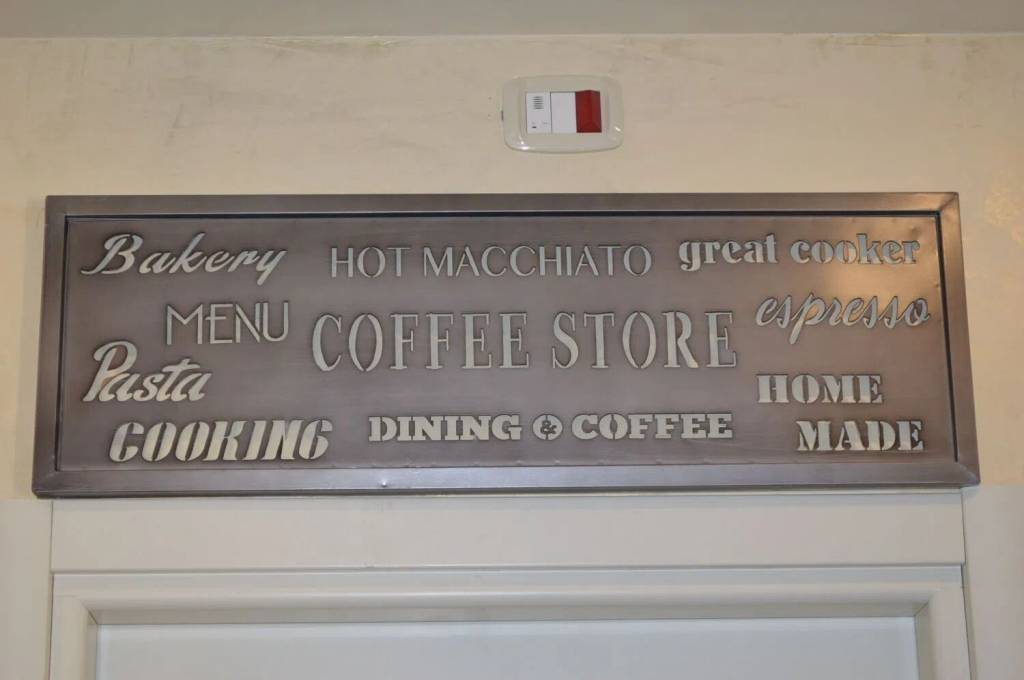 Bakery
HOT MACCHIATO
great cooker
MENU
COFFEE STORE
espresso
Pasta
HOME
COOKING
DINING & COFFEE
MADE